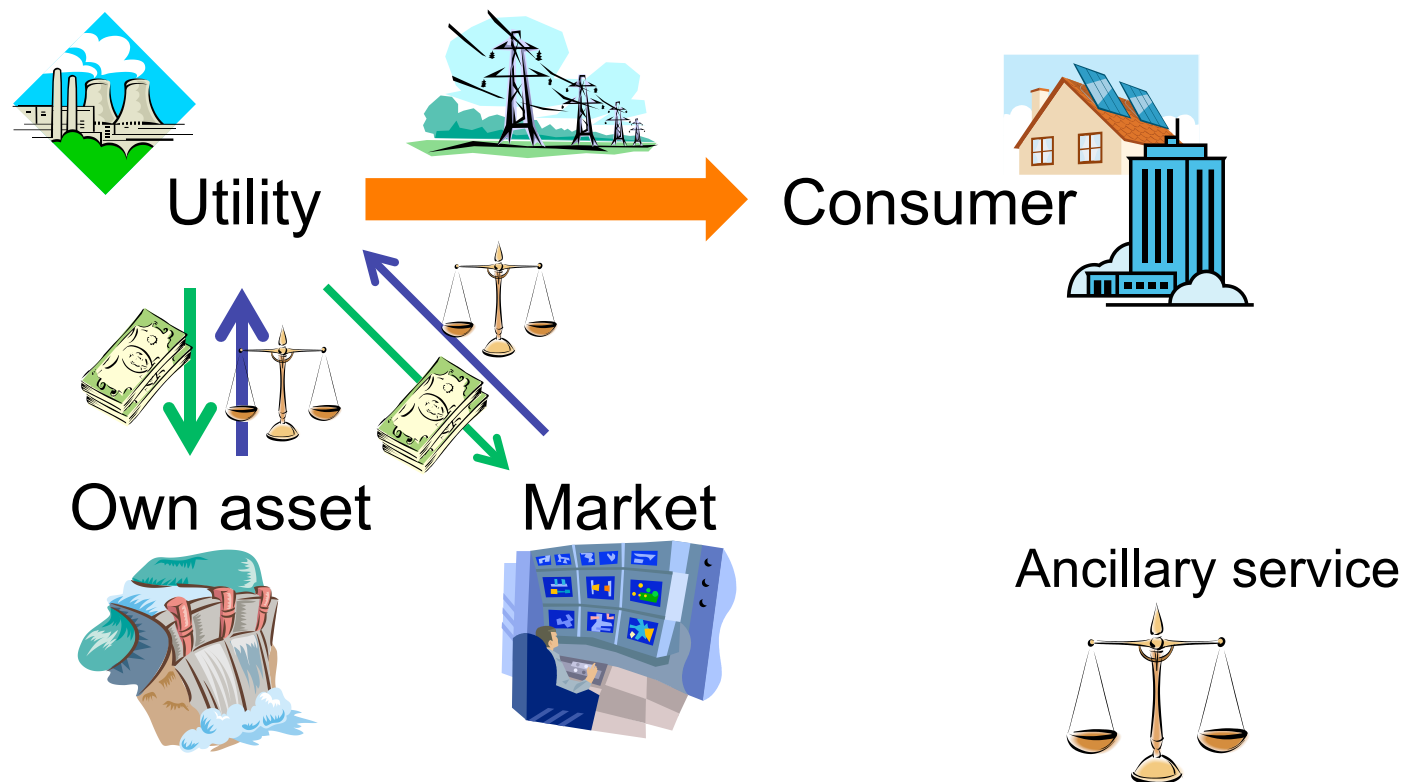 Utility
Consumer
Own asset
Market
Ancillary service